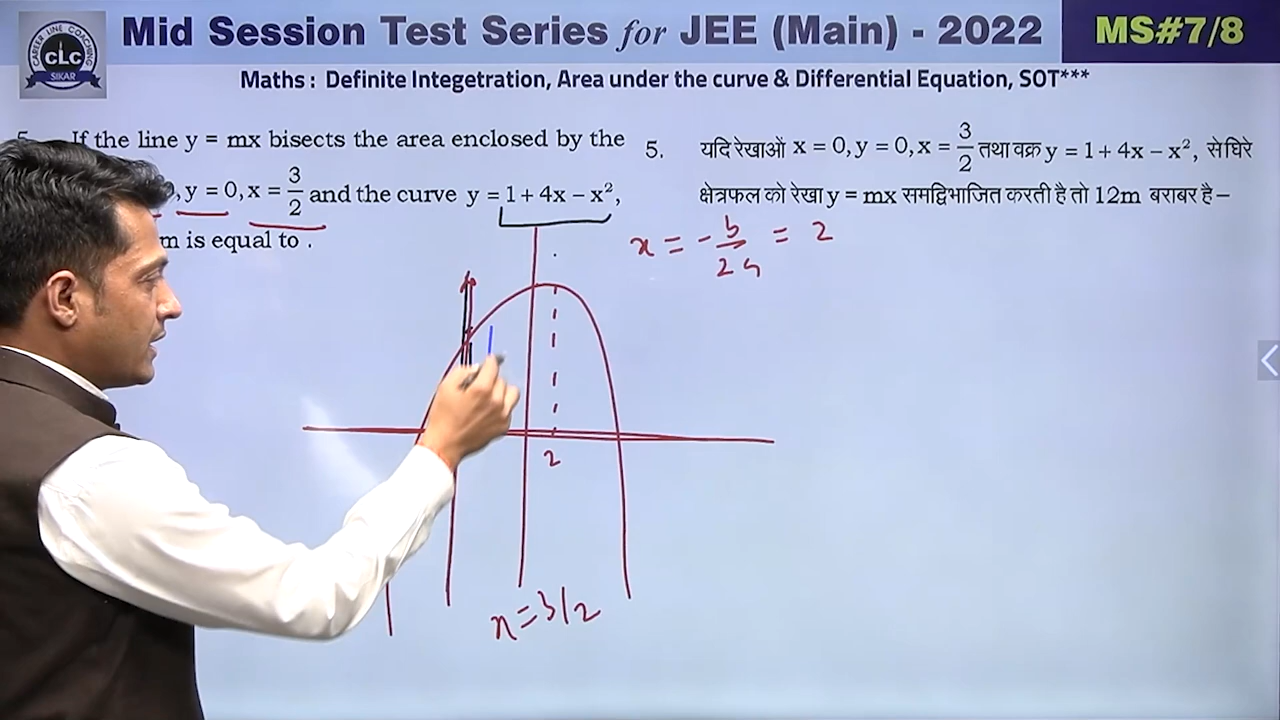 CAREER LINE COACHING
CLC
SIKAR
Mid Session Test Series for JEE (Main) - 2022
MS#7/8
Maths : Definite Integetration, Area under the curve & Differential Equation, SOT***
If the line y = mx bisects the area enclosed by the
, y = 0, x = 3/2 and the curve y = 1 + 4x − x²,
m is equal to .
5. यदि रेखाओं x = 0, y = 0, x = 3/2 तथा वक्र y = 1 + 4x − x², से घिरे
क्षेत्रफल को रेखा y = mx समद्विभाजित करती है तो 12m बराबर है−
x = - b/2a = 2
2
x = 3/2